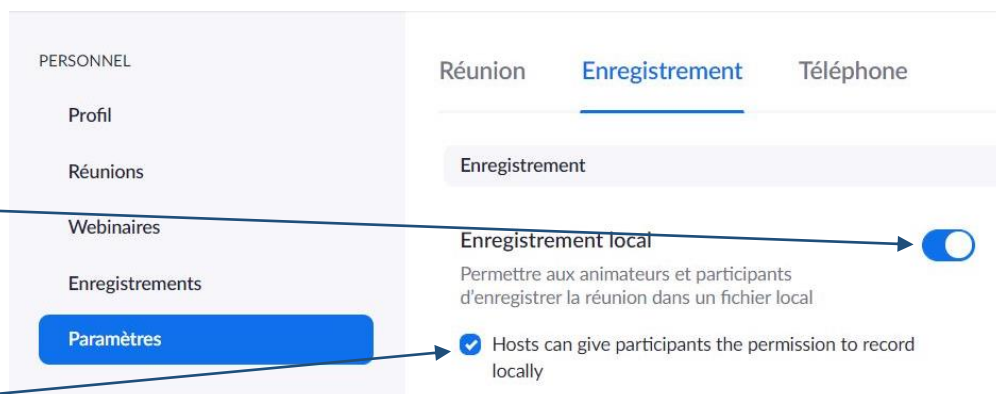 PERSONNEL
Profil
Réunions
Webinaires
Enregistrements
Paramètres
Réunion Enregistrement Téléphone
Enregistrement
Enregistrement local
Permettre aux animateurs et participants
d'enregistrer la réunion dans un fichier local
Hosts can give participants the permission to record
locally